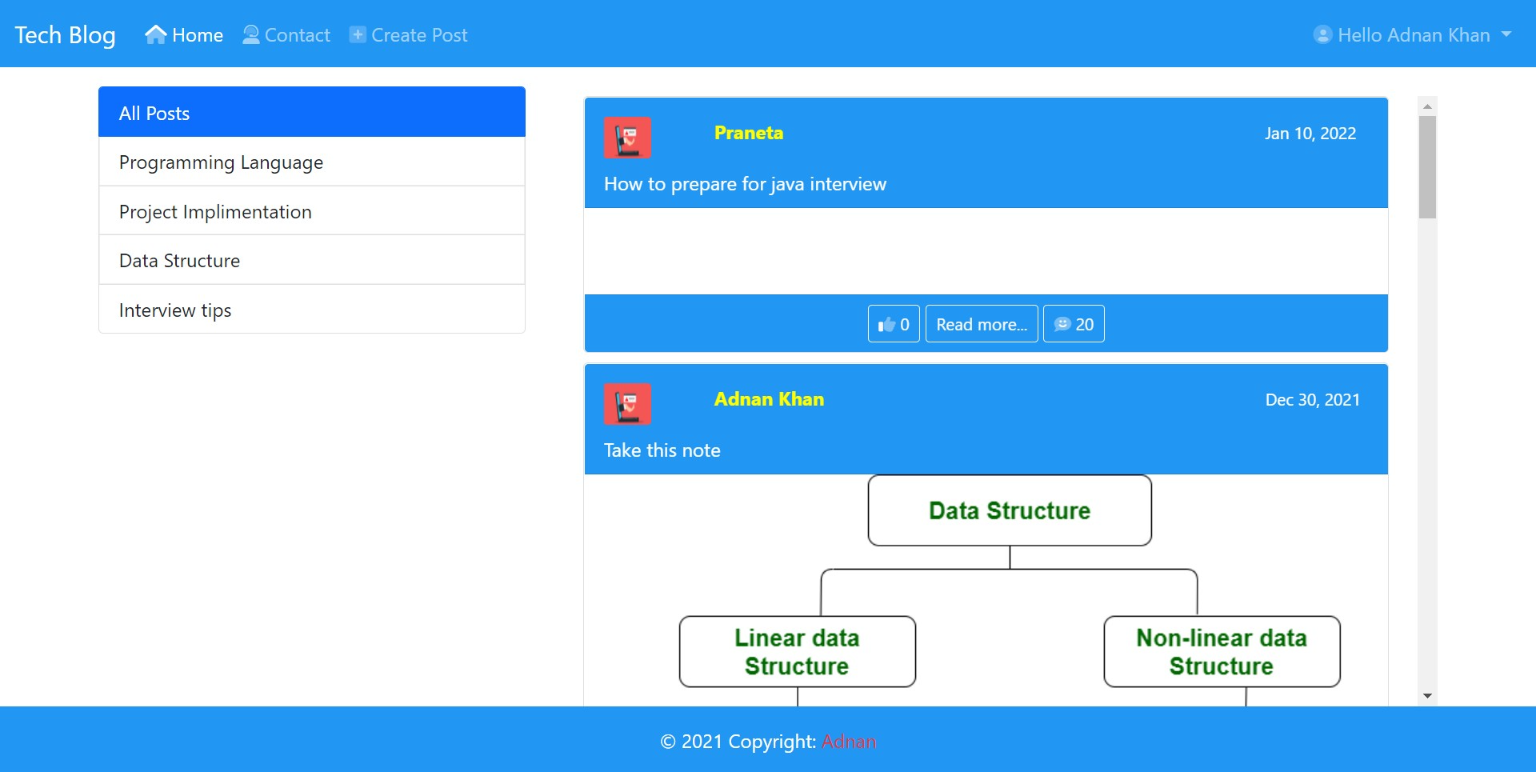 Tech Blog Home Contact Create Post Hello Adnan Khan
All Posts
Programming Language
Project Implimentation
Data Structure
Interview tips
Praneta Jan 10, 2022
How to prepare for java interview
0 Read more... 20
Adnan Khan Dec 30, 2021
Take this note
Data Structure
Linear data
Structure
Non-linear data
Structure
© 2021 Copyright: Adnan